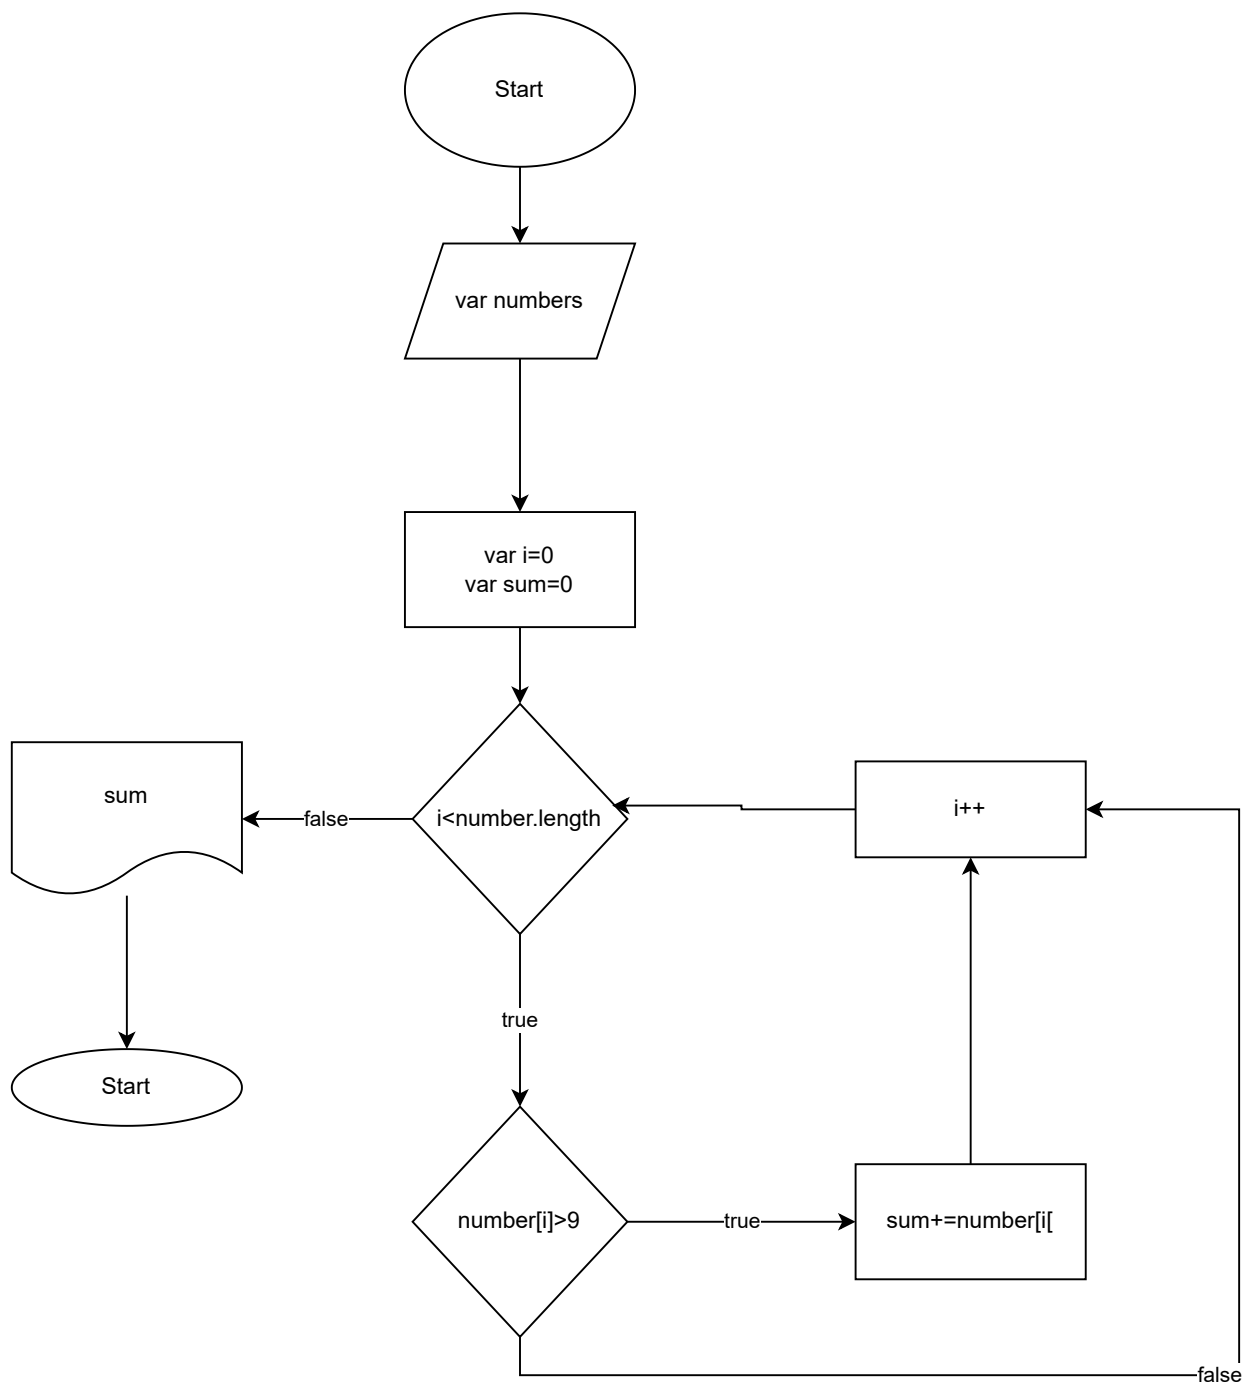 Start
var numbers
var i=0
var sum=0
i<number.length
false
sum
Start
i++
true
number[i]>9
true
sum+=number[i[
false